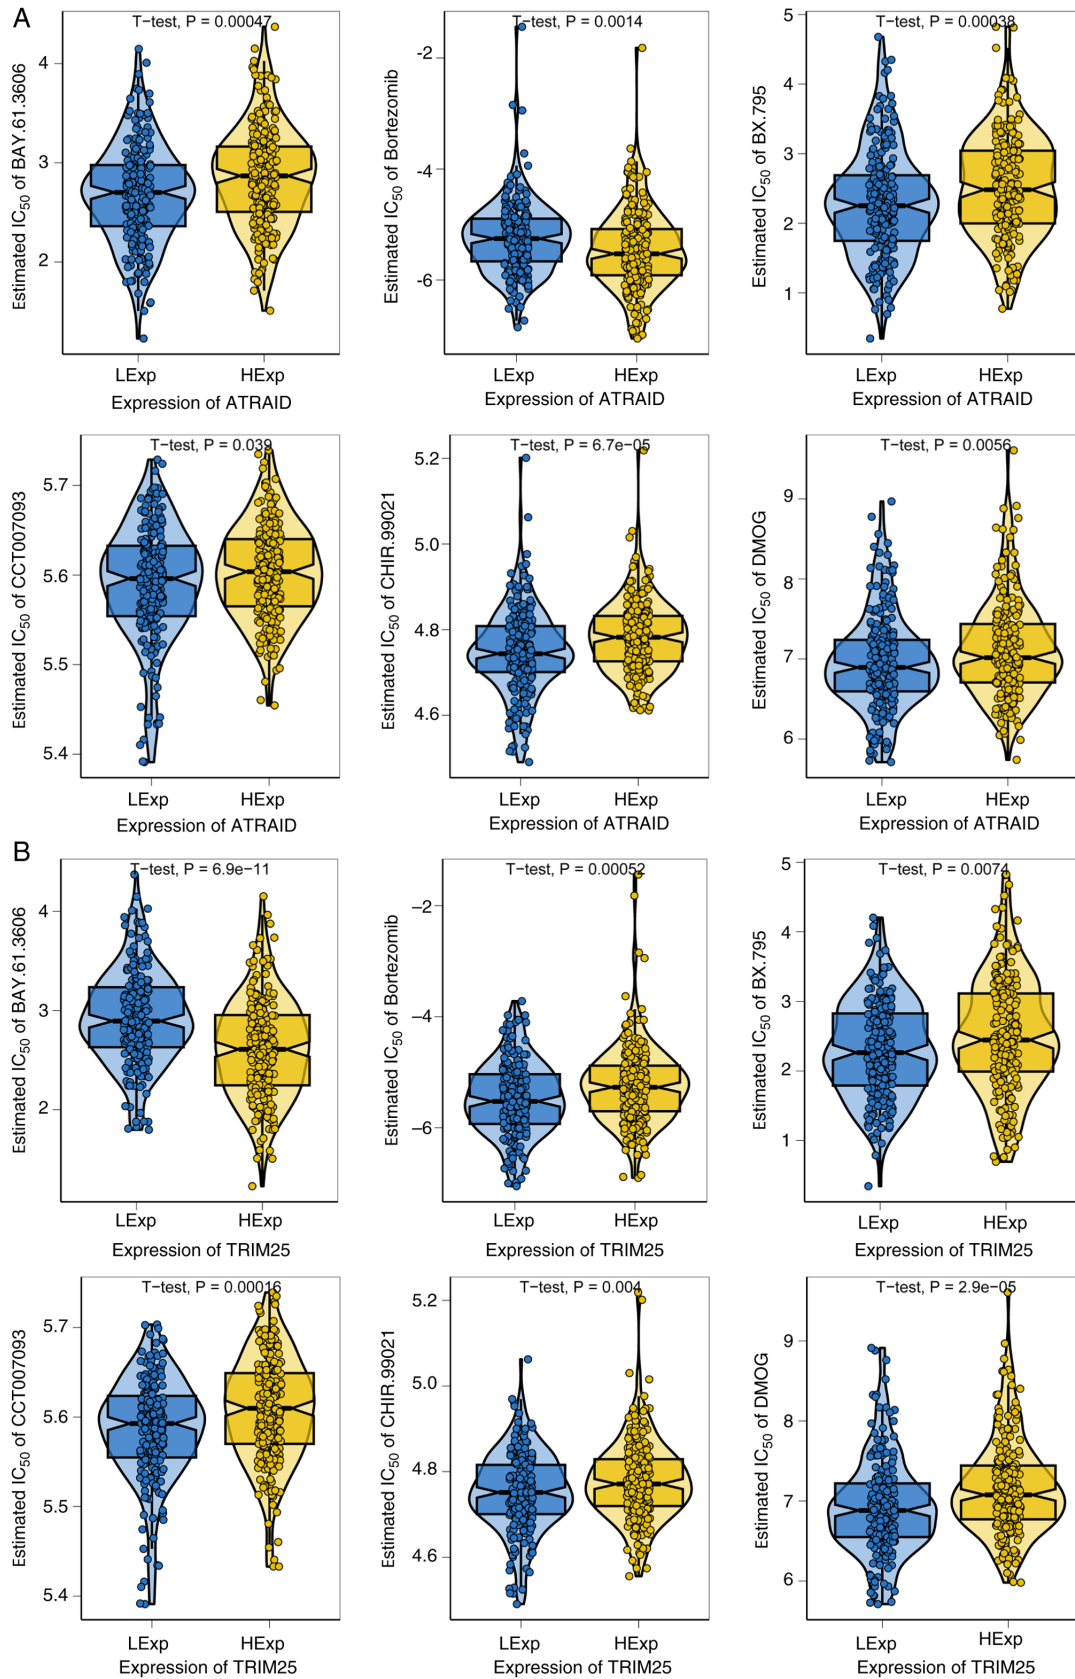 A
T−test, P = 0.00047
Estimated IC50 of BAY.61.3606
4
3
2
LExp
HExp
Expression of ATRAID
T−test, P = 0.0014
Estimated IC50 of Bortezomib
-2
-4
-6
LExp
HExp
Expression of ATRAID
T−test, P = 0.00038
Estimated IC50 of BX.795
5
4
3
2
1
LExp
HExp
Expression of ATRAID
T−test, P = 0.039
Estimated IC50 of CCT007093
5.7
5.6
5.5
5.4
LExp
HExp
Expression of ATRAID
T−test, P = 6.7e−05
Estimated IC50 of CHIR.99021
5.2
5.0
4.8
4.6
LExp
HExp
Expression of ATRAID
T−test, P = 0.0056
Estimated IC50 of DMOG
9
8
7
6
LExp
HExp
Expression of ATRAID
B
T−test, P = 6.9e−11
Estimated IC50 of BAY.61.3606
4
3
2
LExp
HExp
Expression of TRIM25
T−test, P = 0.00052
Estimated IC50 of Bortezomib
−2
−4
−6
LExp
HExp
Expression of TRIM25
T−test, P = 0.0074
Estimated IC50 of BX.795
5
4
3
2
1
LExp
HExp
Expression of TRIM25
T−test, P = 0.00016
Estimated IC50 of CCT007093
5.7
5.6
5.5
5.4
LExp
HExp
Expression of TRIM25
T−test, P = 0.004
Estimated IC50 of CHIR.99021
5.2
5.0
4.8
4.6
LExp
HExp
Expression of TRIM25
T−test, P = 2.9e−05
Estimated IC50 of DMOG
9
8
7
6
LExp
HExp
Expression of TRIM25